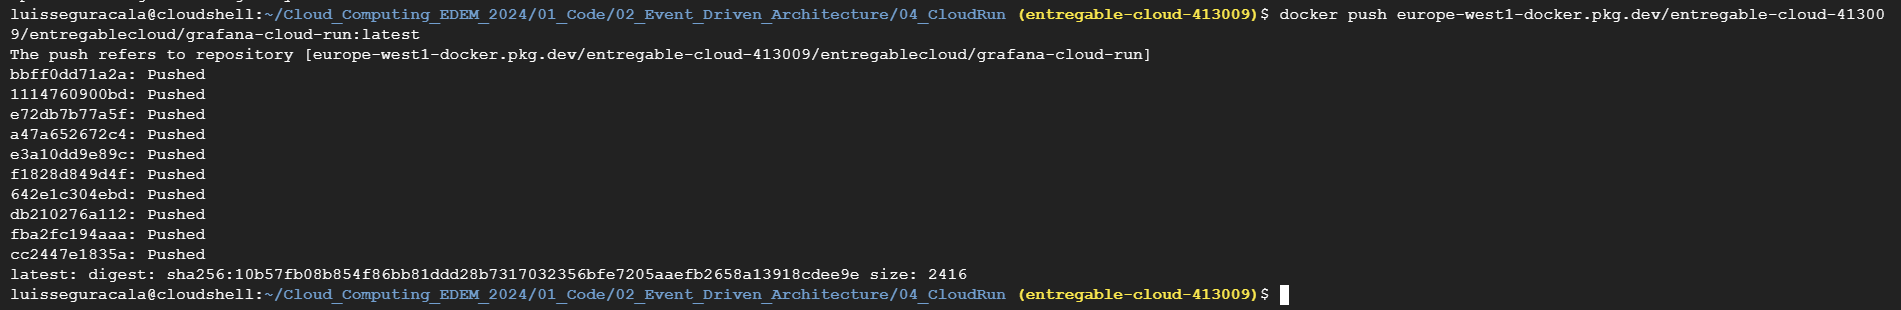 luisseguracala@cloudshell:~/Cloud_Computing_EDEM_2024/01_Code/02_Event_Driven_Architecture/04_CloudRun (entregable-cloud-413009)$ docker push europe-west1-docker.pkg.dev/entregable-cloud-41300
9/entregablecloud/grafana-cloud-run:latest
The push refers to repository [europe-west1-docker.pkg.dev/entregable-cloud-413009/entregablecloud/grafana-cloud-run]
bbff0dd71a2a: Pushed
1114760900bd: Pushed
e72db7b77a5f: Pushed
a47a652672c4: Pushed
e3a10dd9e89c: Pushed
f1828d849d4f: Pushed
642e1c304ebd: Pushed
db210276a112: Pushed
fba2fc194aaa: Pushed
cc2447e1835a: Pushed
latest: digest: sha256:10b57fb08b854f86bb81ddd28b7317032356bfe7205aaefb2658a13918cdee9e size: 2416
luisseguracala@cloudshell:~/Cloud_Computing_EDEM_2024/01_Code/02_Event_Driven_Architecture/04_CloudRun (entregable-cloud-413009)$